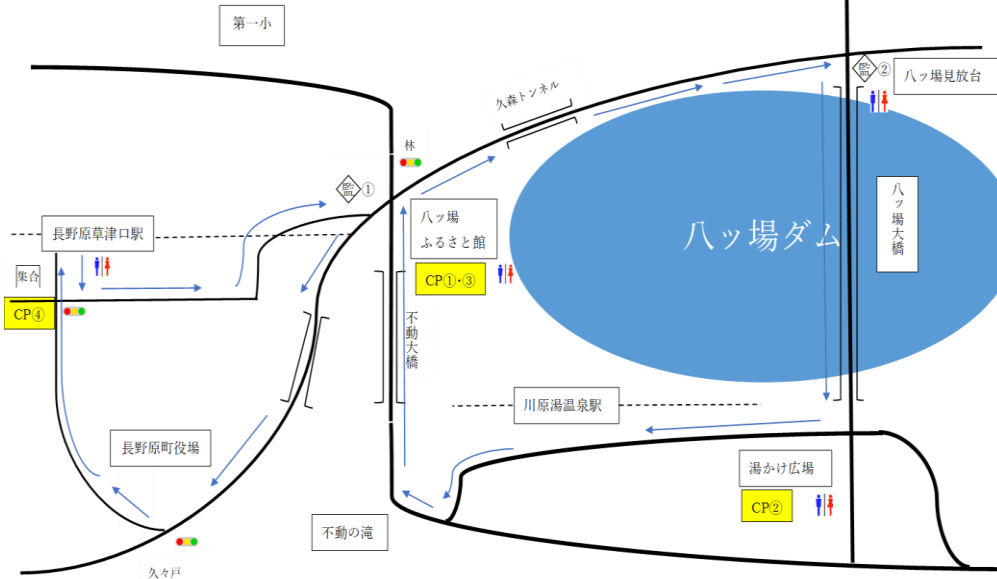 第一小
久森トンネル
監
②
八ッ場見放台
林
監
①
長野原草津口駅
八ッ場
ふるさと館
八ッ場ダム
八ッ場大橋
集合
CP①・③
CP④
不動大橋
川原湯温泉駅
長野原町役場
湯かけ広場
CP②
不動の滝
久々戸